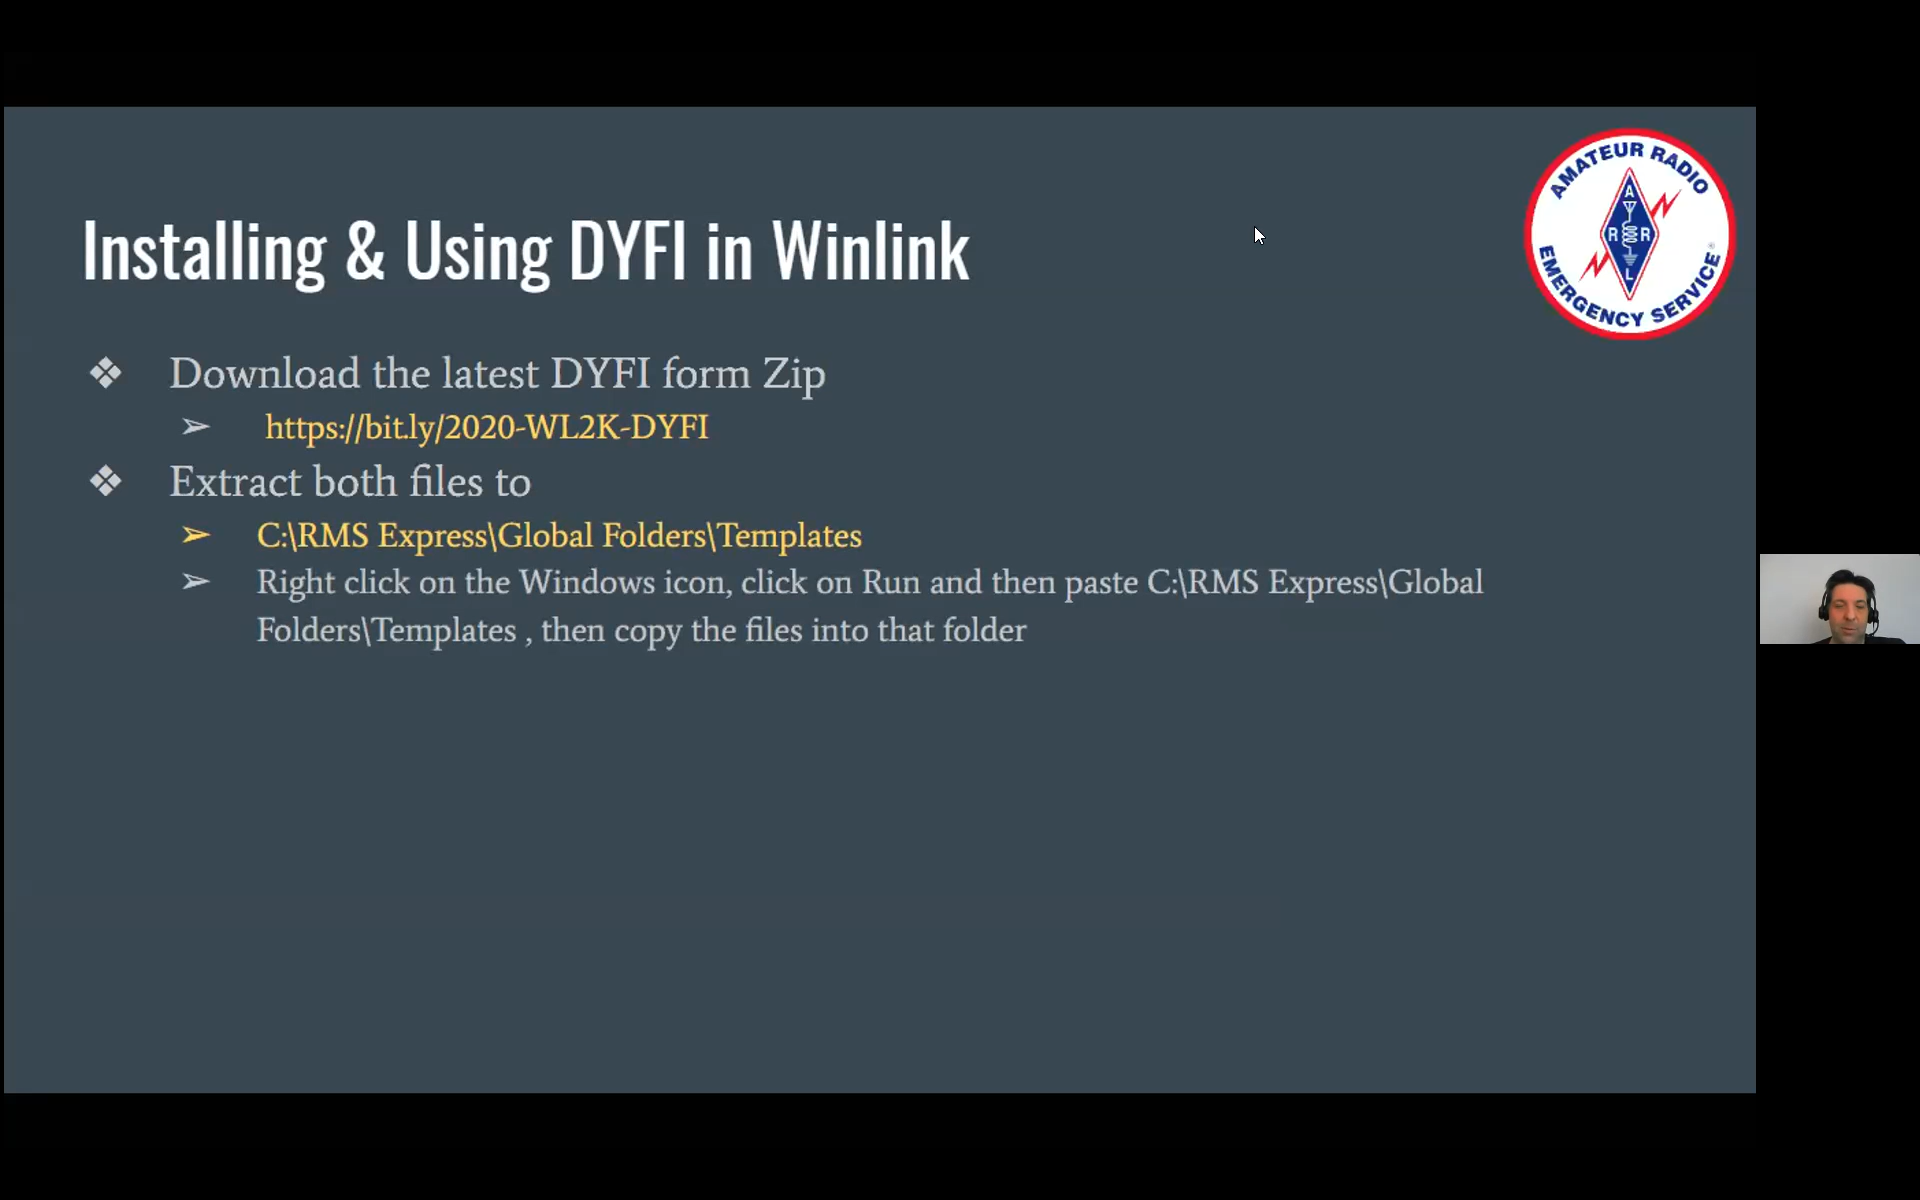 AMATEUR RADIO
A
R R
L
EMERGENCY SERVICE
®
Installing & Using DYFI in Winlink
❖ Download the latest DYFI form Zip
➢ https://bit.ly/2020-WL2K-DYFI
❖ Extract both files to
➢ C:\RMS Express\Global Folders\Templates
➢ Right click on the Windows icon, click on Run and then paste C:\RMS Express\Global
Folders\Templates , then copy the files into that folder